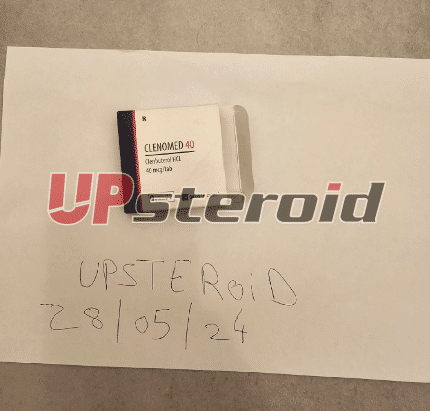 CLENOMED 40
Clenbuterol HCL
40 mcg/tab
UPsteroid
UPSTERoiD
28/05/24